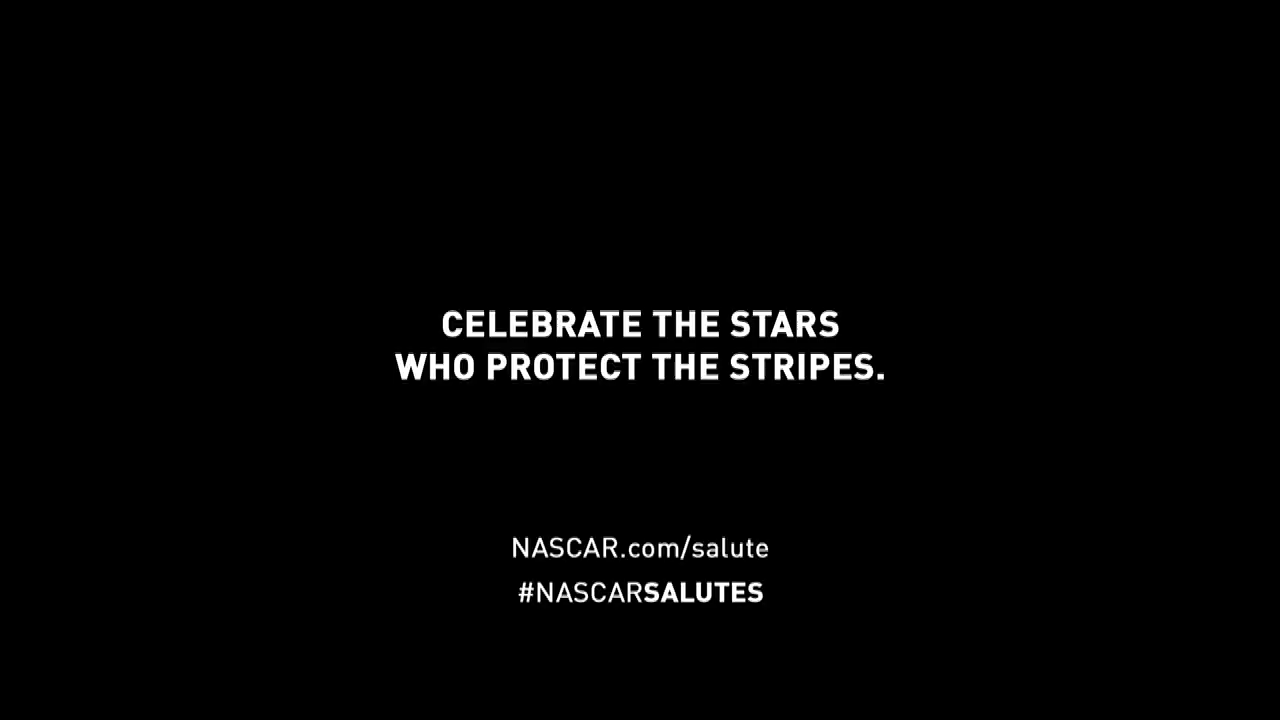 CELEBRATE THE STARS
WHO PROTECT THE STRIPES.
NASCAR.com/salute
#NASCARSALUTES